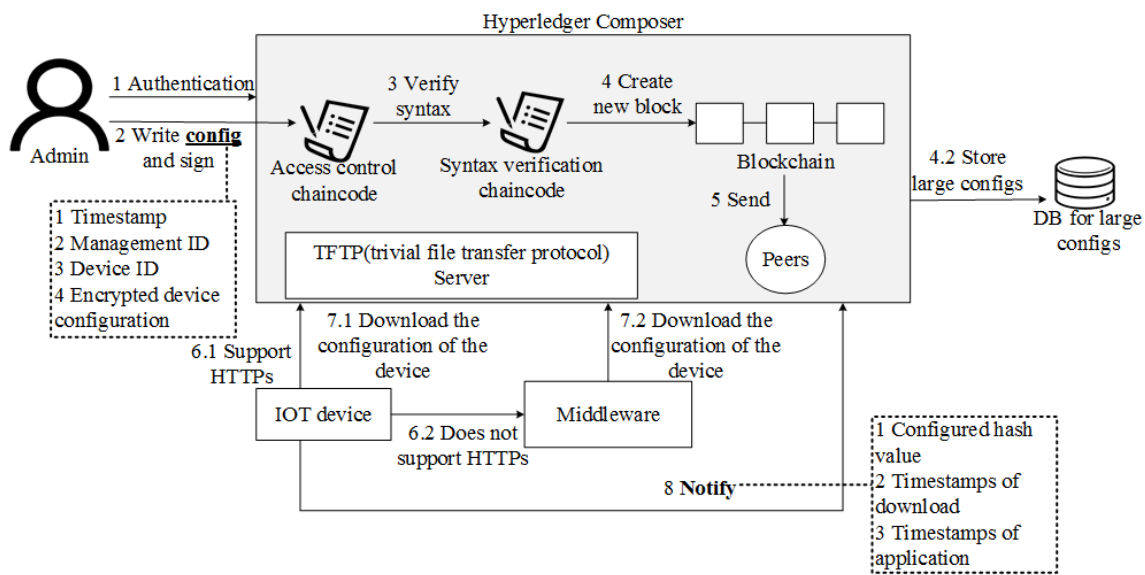 Hyperledger Composer
1 Authentication
2 Write config
and sign
Admin
3 Verify
syntax
4 Create
new block
Access control
chaincode
Syntax verification
chaincode
Blockchain
5 Send
Peers
4.2 Store
large configs
DB for large
configs
1 Timestamp
2 Management ID
3 Device ID
4 Encrypted device
configuration
TFTP(trivial file transfer protocol)
Server
6.1 Support
HTTPs
7.1 Download the
configuration of the
device
7.2 Download the
configuration of the
device
IOT device
Middleware
6.2 Does not
support HTTPs
8 Notify
1 Configured hash
value
2 Timestamps of
download
3 Timestamps of
application